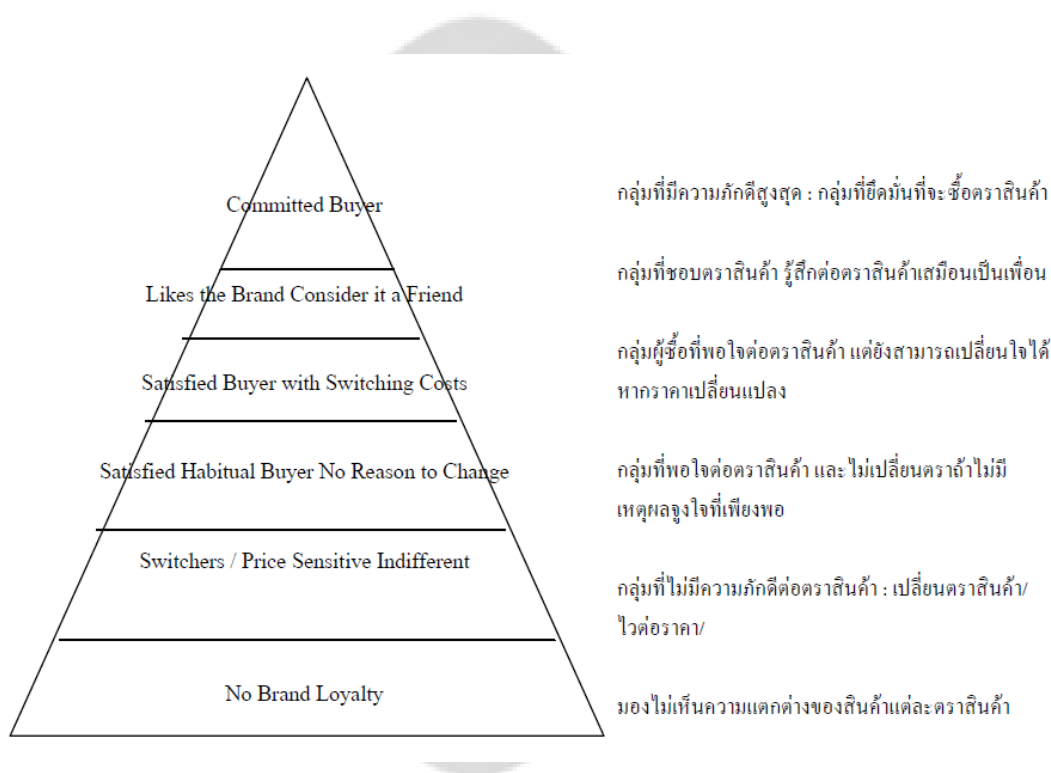 Committed Buyer
กลุ่มที่มีความภักดีสูงสุด : กลุ่มที่ยึดมั่นที่จะซื้อตราสินค้า
Likes the Brand Consider it a Friend
กลุ่มที่ชอบตราสินค้า รู้สึกต่อตราสินค้าเสมือนเป็นเพื่อน
Satisfied Buyer with Switching Costs
กลุ่มผู้ซื้อที่พอใจต่อตราสินค้า แต่ยังสามารถเปลี่ยนใจได้
หากราคาเปลี่ยนแปลง
Satisfied Habitual Buyer No Reason to Change
กลุ่มที่พอใจต่อตราสินค้า และไม่เปลี่ยนตราถ้าไม่มี
เหตุผลจูงใจที่เพียงพอ
Switchers / Price Sensitive Indifferent
กลุ่มที่ไม่มีความภักดีต่อตราสินค้า : เปลี่ยนตราสินค้า/
ไวต่อราคา/
No Brand Loyalty
มองไม่เห็นความแตกต่างของสินค้าแต่ละตราสินค้า